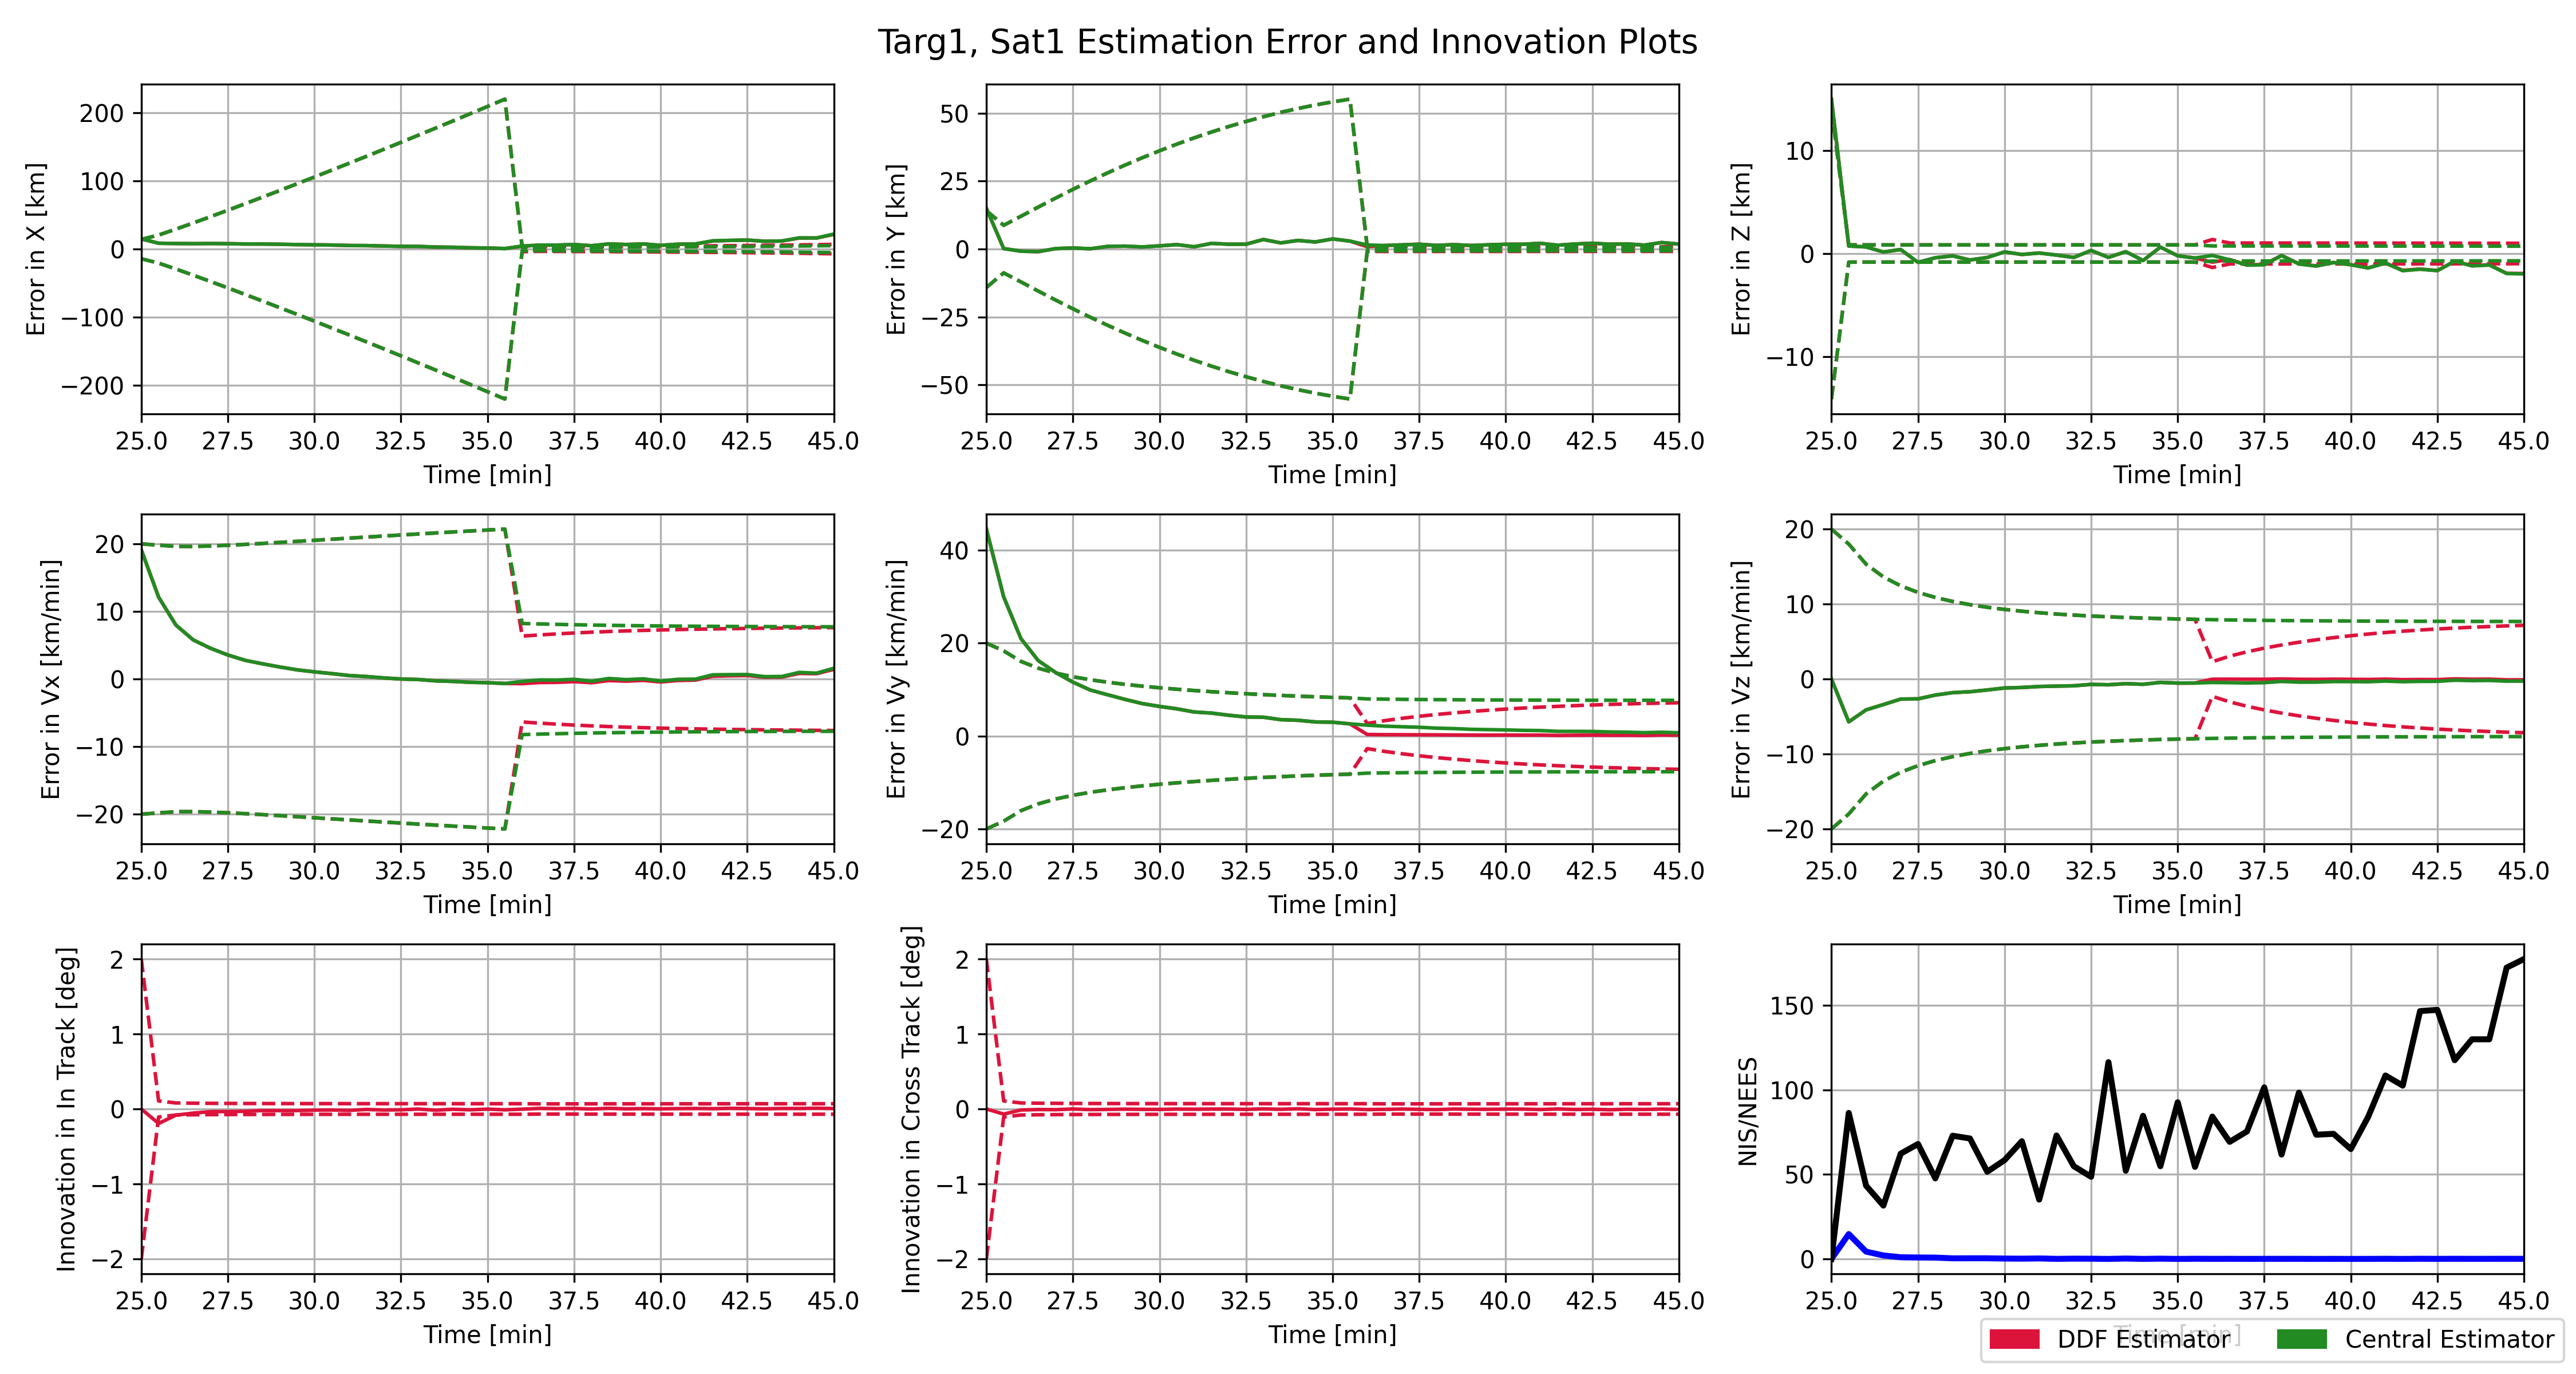 Targ1, Sat1 Estimation Error and Innovation Plots
Error in X [km]
200
100
0
−100
−200
25.0 27.5 30.0 32.5 35.0 37.5 40.0 42.5 45.0
Time [min]
Error in Y [km]
50
25
0
−25
−50
25.0 27.5 30.0 32.5 35.0 37.5 40.0 42.5 45.0
Time [min]
Error in Z [km]
10
0
−10
25.0 27.5 30.0 32.5 35.0 37.5 40.0 42.5 45.0
Time [min]
Error in Vx [km/min]
20
10
0
−10
−20
25.0 27.5 30.0 32.5 35.0 37.5 40.0 42.5 45.0
Time [min]
Error in Vy [km/min]
40
20
0
−20
25.0 27.5 30.0 32.5 35.0 37.5 40.0 42.5 45.0
Time [min]
Error in Vz [km/min]
20
10
0
−10
−20
25.0 27.5 30.0 32.5 35.0 37.5 40.0 42.5 45.0
Time [min]
Innovation in In Track [deg]
2
1
0
−1
−2
25.0 27.5 30.0 32.5 35.0 37.5 40.0 42.5 45.0
Time [min]
Innovation in Cross Track [deg]
2
1
0
−1
−2
25.0 27.5 30.0 32.5 35.0 37.5 40.0 42.5 45.0
Time [min]
NIS/NEES
150
100
50
0
25.0 27.5 30.0 32.5 35.0 37.5 40.0 42.5 45.0
Time [min]
DDF Estimator
Central Estimator